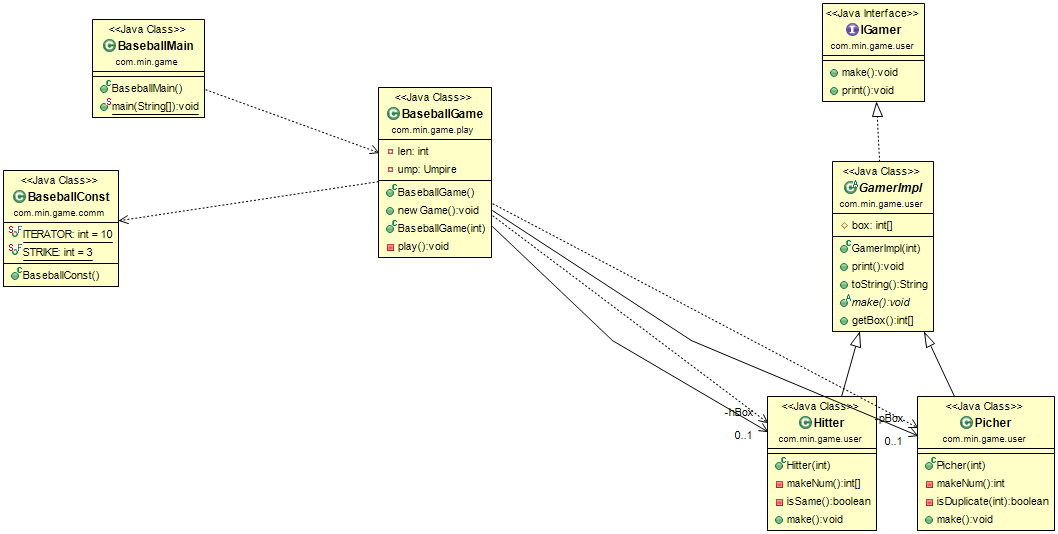 <<Java Class>>
BaseballMain
com.min.game
BaseballMain()
main(String[]):void
<<Java Class>>
BaseballConst
com.min.game.comm
ITERATOR: int = 10
STRIKE: int = 3
BaseballConst()
<<Java Class>>
BaseballGame
com.min.game.play
len: int
ump: Umpire
BaseballGame()
newGame():void
BaseballGame(int)
play():void
<<Java Interface>>
IGamer
com.min.game.user
make():void
print():void
<<Java Class>>
GamerImpl
com.min.game.user
box: int[]
GamerImpl(int)
print():void
toString():String
make():void
getBox():int[]
-hBox
0..1
<<Java Class>>
Hitter
com.min.game.user
Hitter(int)
makeNum():int[]
isSame():boolean
make():void
-pBox
0..1
<<Java Class>>
Picher
com.min.game.user
Picher(int)
makeNum():int
isDuplicate(int):boolean
make():void